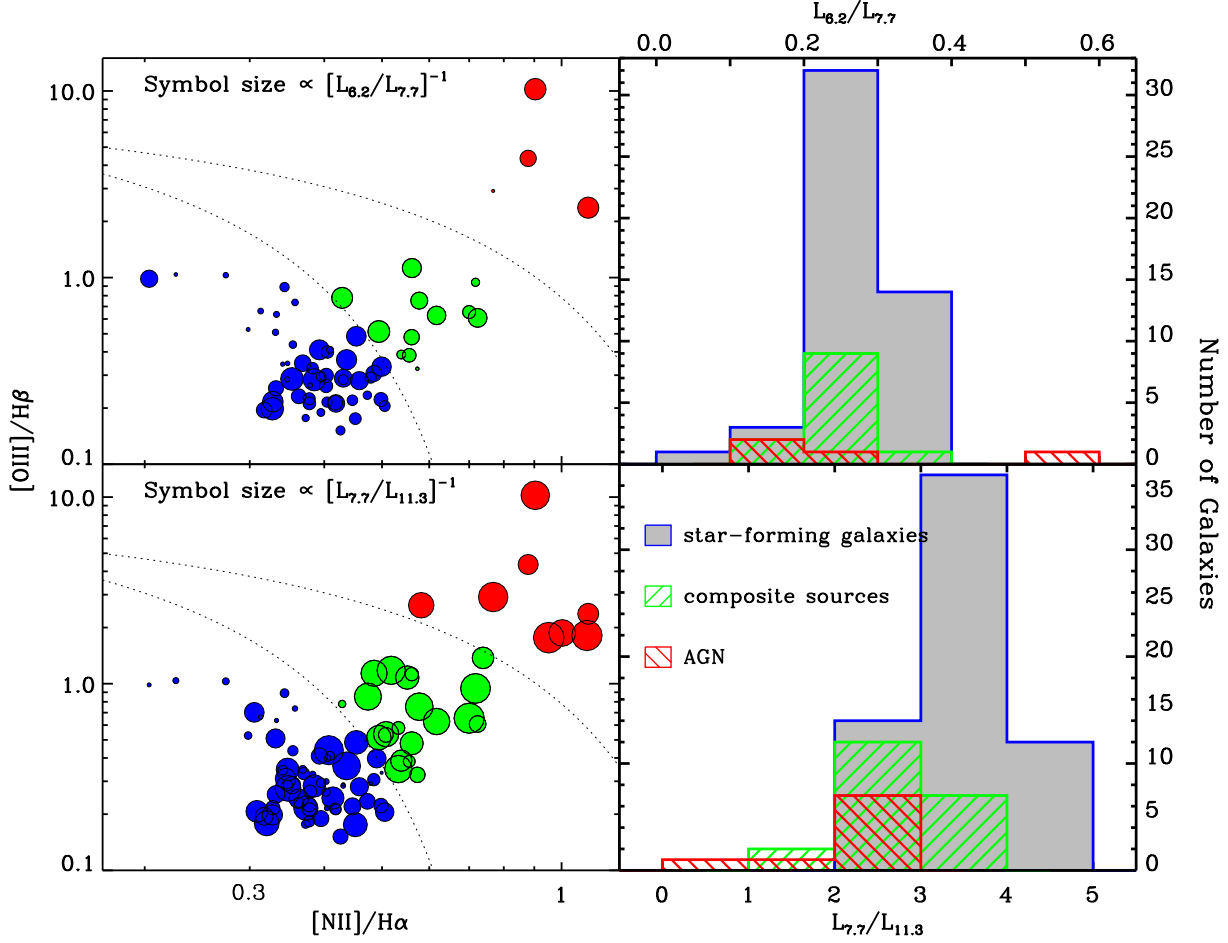 L6.2/L7.7
0.0 0.2 0.4 0.6
Symbol size ∝ [L6.2/L7.7]−1
10.0
1.0
0.1
[OIII]/Hβ
30
25
20
15
10
5
0
Number of Galaxies
Symbol size ∝ [L7.7/L11.3]−1
10.0
1.0
0.1
0.3 1
[NII]/Hα
star−forming galaxies
composite sources
AGN
35
30
24
20
14
10
5
0
0 1 2 3 4 5
L7.7/L11.3